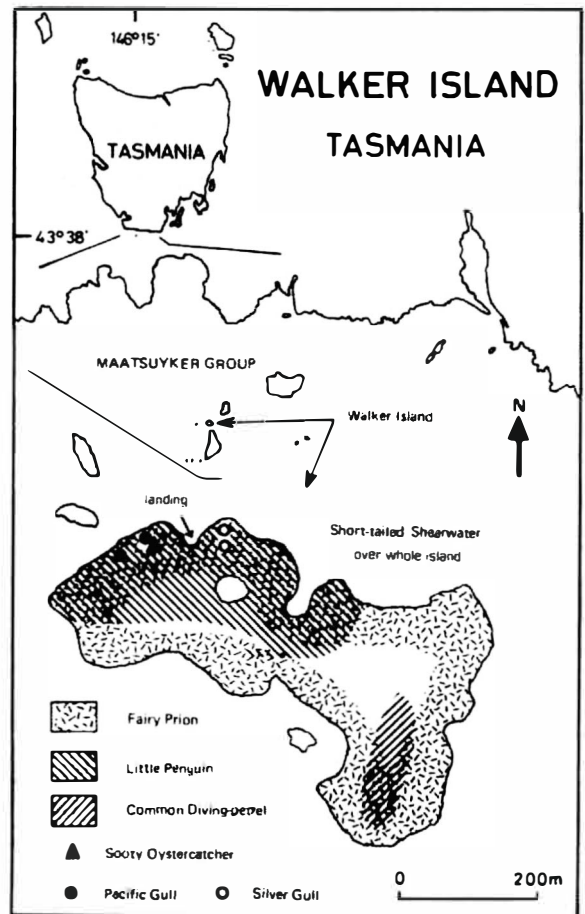 146°15'
WALKER ISLAND
TASMANIA
TASMANIA
43°38'
MAATSUYKER GROUP
Walker Island
N
landing
Short-tailed Shearwater
over whole island
Fairy Prion
Little Penguin
Common Diving-petrel
Sooty Oystercatcher
Pacific Gull
Silver Gull
0 200m